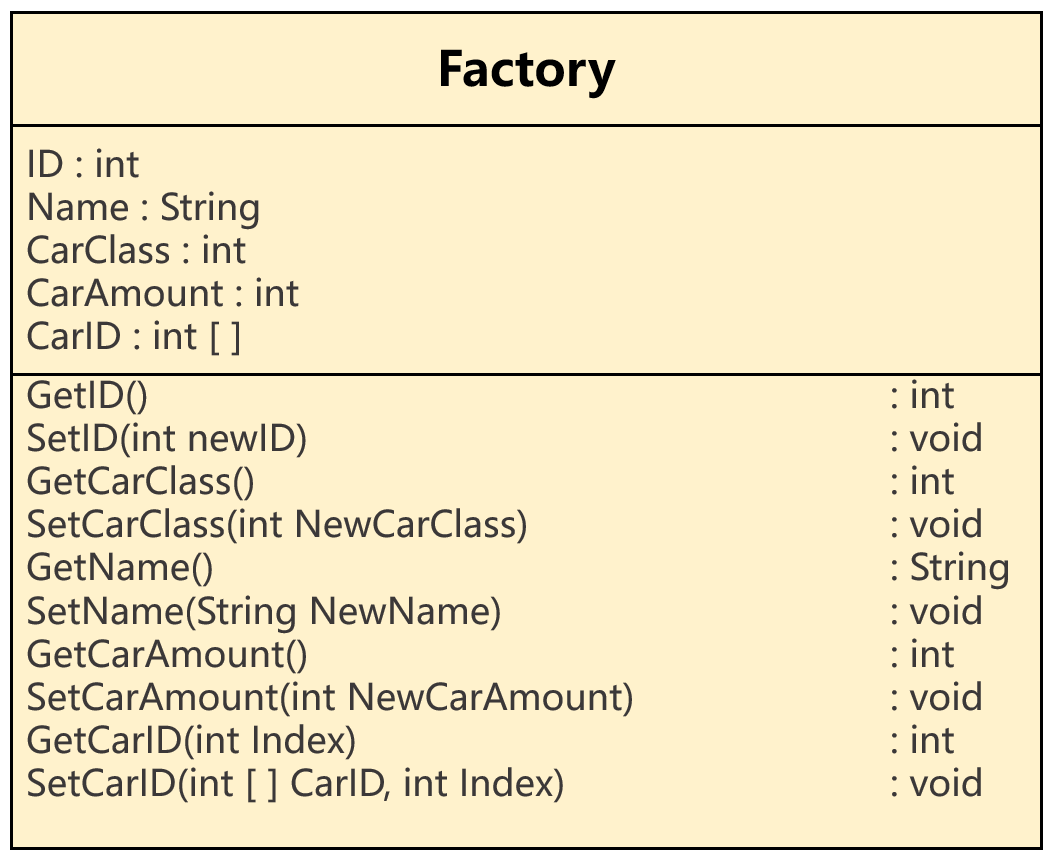 Factory
ID : int
Name : String
CarClass : int
CarAmount : int
CarID : int [ ]
GetID() : int
SetID(int newID) : void
GetCarClass() : int
SetCarClass(int NewCarClass) : void
GetName() : String
SetName(String NewName) : void
GetCarAmount() : int
SetCarAmount(int NewCarAmount) : void
GetCarID(int Index) : int
SetCarID(int [ ] CarID, int Index) : void